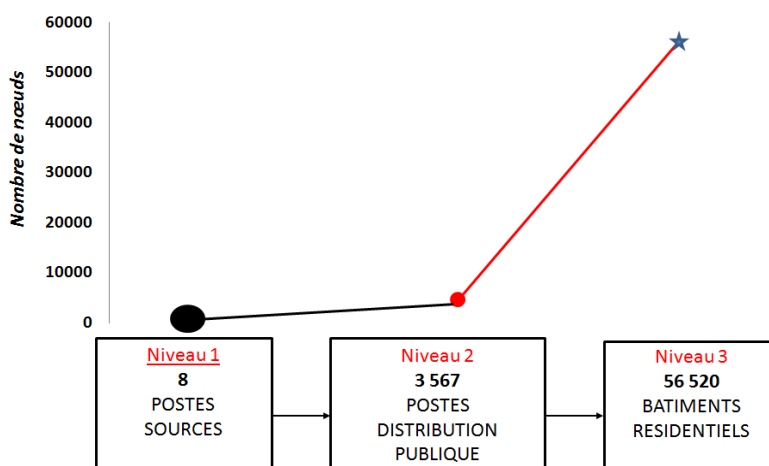 60000
50000
40000
30000
20000
10000
0
Nombre de nœuds
Niveau 1
8
POSTES
SOURCES
Niveau 2
3 567
POSTES
DISTRIBUTION
PUBLIQUE
Niveau 3
56 520
BATIMENTS
RESIDENTIELS